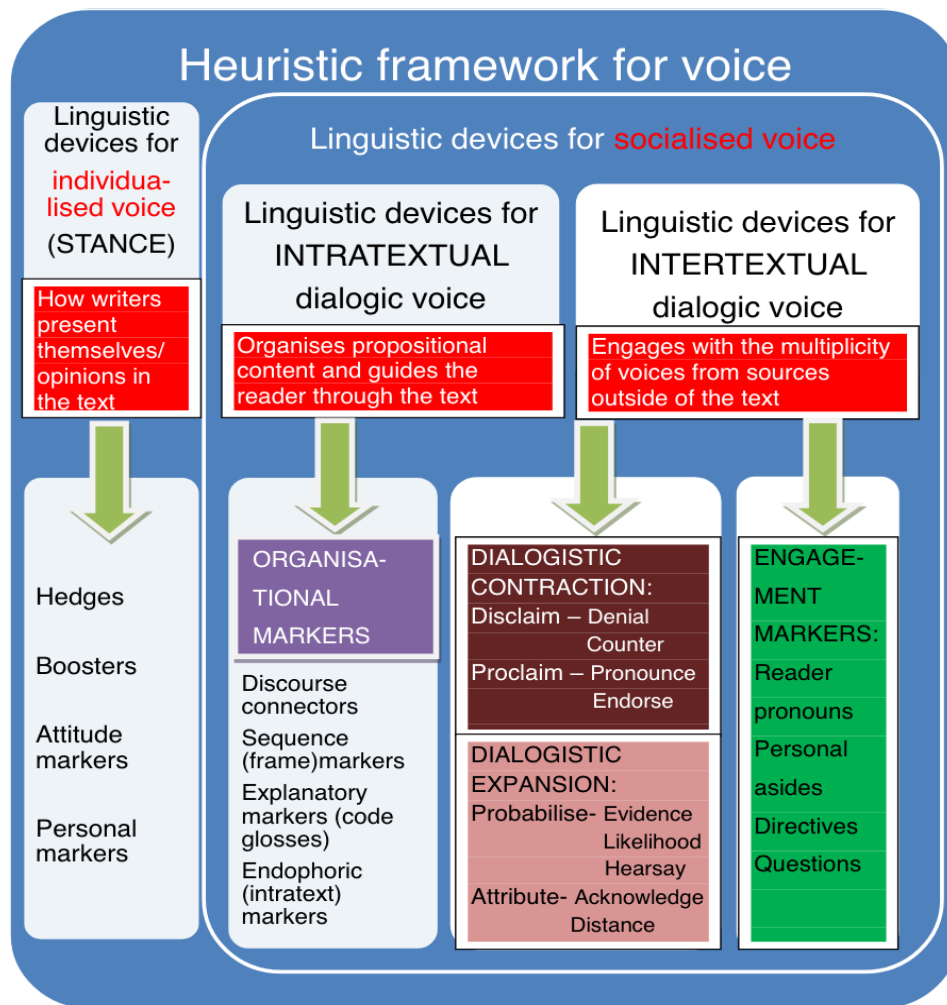 Heuristic framework for voice
Linguistic
devices for
individua-
lised voice
(STANCE)
How writers
present
themselves/
opinions in
the text
Hedges
Boosters
Attitude
markers
Personal
markers
Linguistic devices for socialised voice
Linguistic devices for
INTRATEXTUAL
dialogic voice
Organises propositional
content and guides the
reader through the text
Linguistic devices for
INTERTEXTUAL
dialogic voice
Engages with the multiplicity
of voices from sources
outside of the text
ORGANISA-
TIONAL
MARKERS
Discourse
connectors
Sequence
(frame)markers
Explanatory
markers (code
glosses)
Endophoric
(intratext)
markers
DIALOGISTIC
CONTRACTION:
Disclaim – Denial
Counter
Proclaim – Pronounce
Endorse
DIALOGISTIC
EXPANSION:
Probabilise- Evidence
Likelihood
Hearsay
Attribute- Acknowledge
Distance
ENGAGE-
MENT
MARKERS:
Reader
pronouns
Personal
asides
Directives
Questions